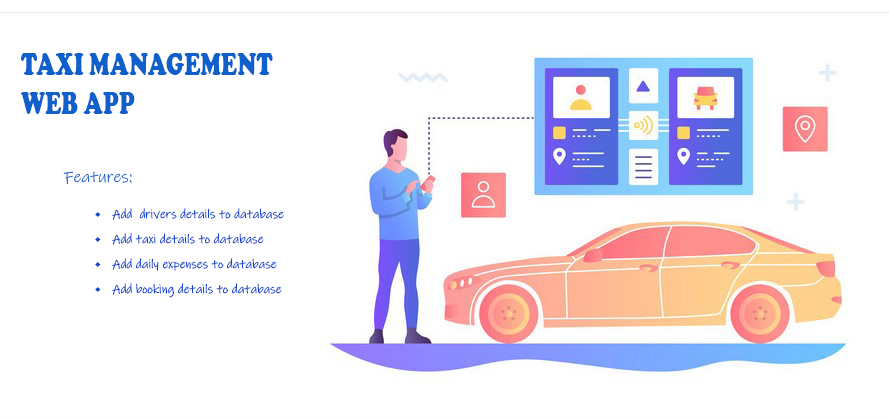 TAXI MANAGEMENT
WEB APP
Features:
Add drivers details to database
Add taxi details to database
Add daily expenses to database
Add booking details to database